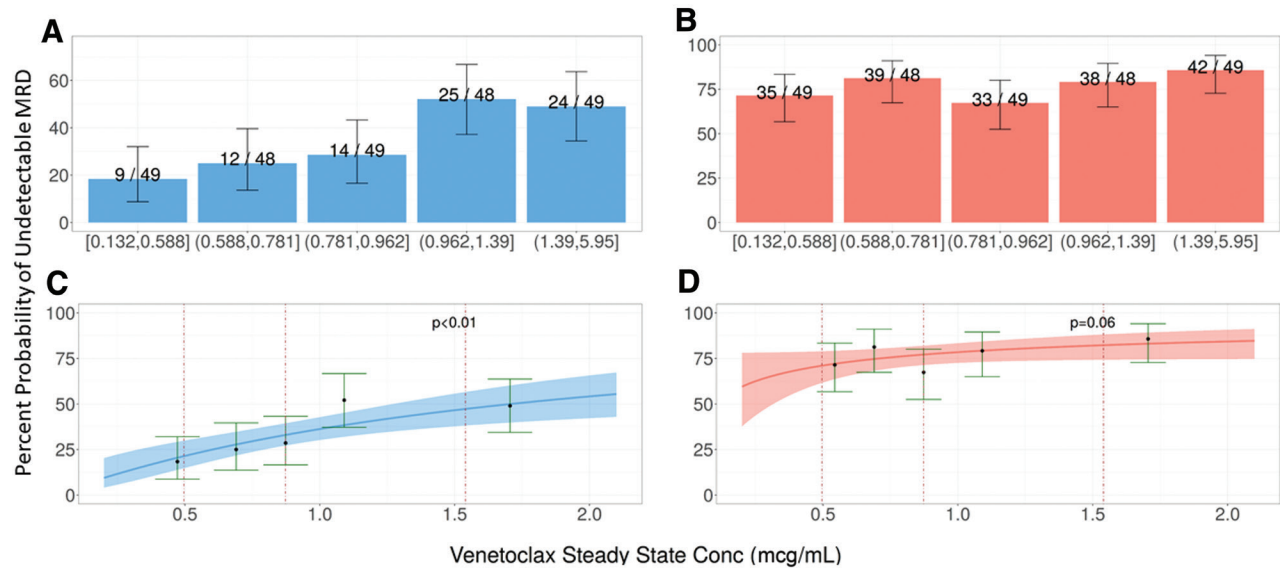 A
B
Percent Probability of Undetectable MRD
60
40
20
0
9 / 49
12 / 48
14 / 49
25 / 48
24 / 49
[0.132,0.588]
(0.588,0.781]
(0.781,0.962]
(0.962,1.39]
(1.39,5.95]
100
75
50
25
0
35 / 49
39 / 48
33 / 49
38 / 48
42 / 49
[0.132,0.588]
(0.588,0.781]
(0.781,0.962]
(0.962,1.39]
(1.39,5.95]
C
D
100
75
50
25
0
p<0.01
0.5
1.0
1.5
2.0
100
75
50
25
0
p=0.06
0.5
1.0
1.5
2.0
Venetoclax Steady State Conc (mcg/mL)